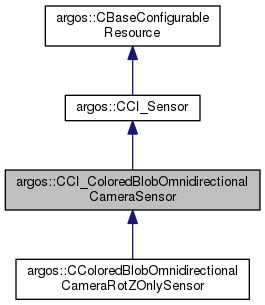 argos::CBaseConfigurable
Resource
argos::CCI_Sensor
argos::CCI_ColoredBlobOmnidirectional
CameraSensor
argos::CColoredBlobOmnidirectional
CameraRotZOnlySensor